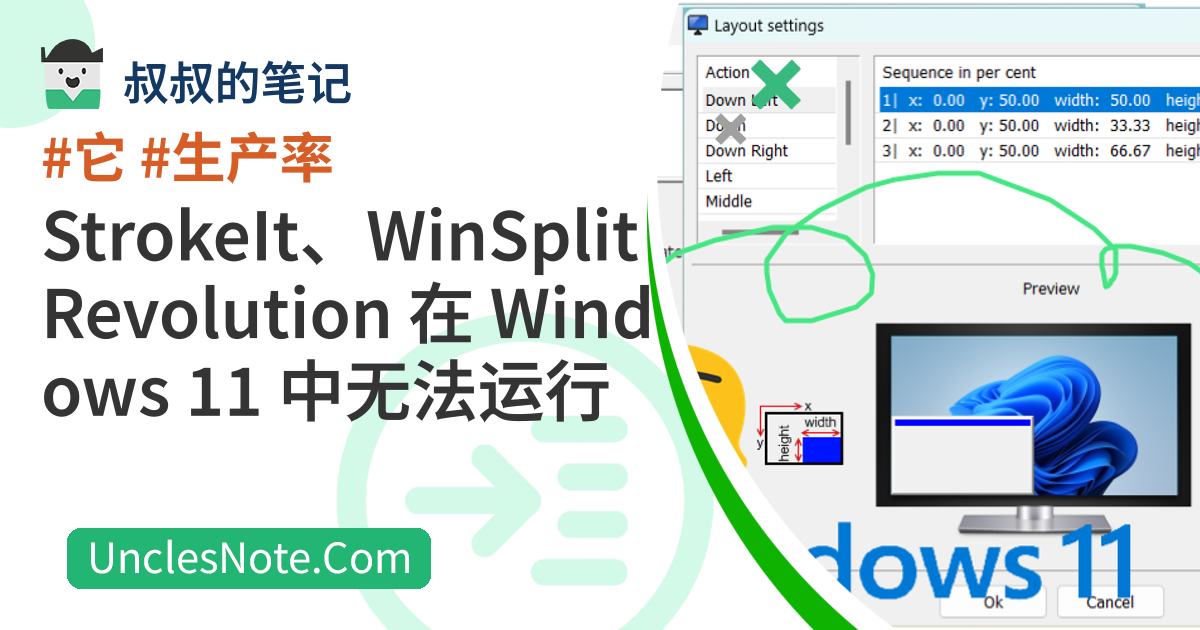 叔叔的笔记
#它 #生产率
StrokeIt、WinSplit
Revolution 在 Wind
ows 11 中无法运行
UnclesNote.Com
Layout settings
Action
Down Left
Down
Down Right
Left
Middle
Sequence in per cent
1| x: 0.00 y: 50.00 width: 50.00 heigh
2| x: 0.00 y: 50.00 width: 33.33 heigh
3| x: 0.00 y: 50.00 width: 66.67 heigh
Preview
x
y
width
height
dows 11
Ok
Cancel